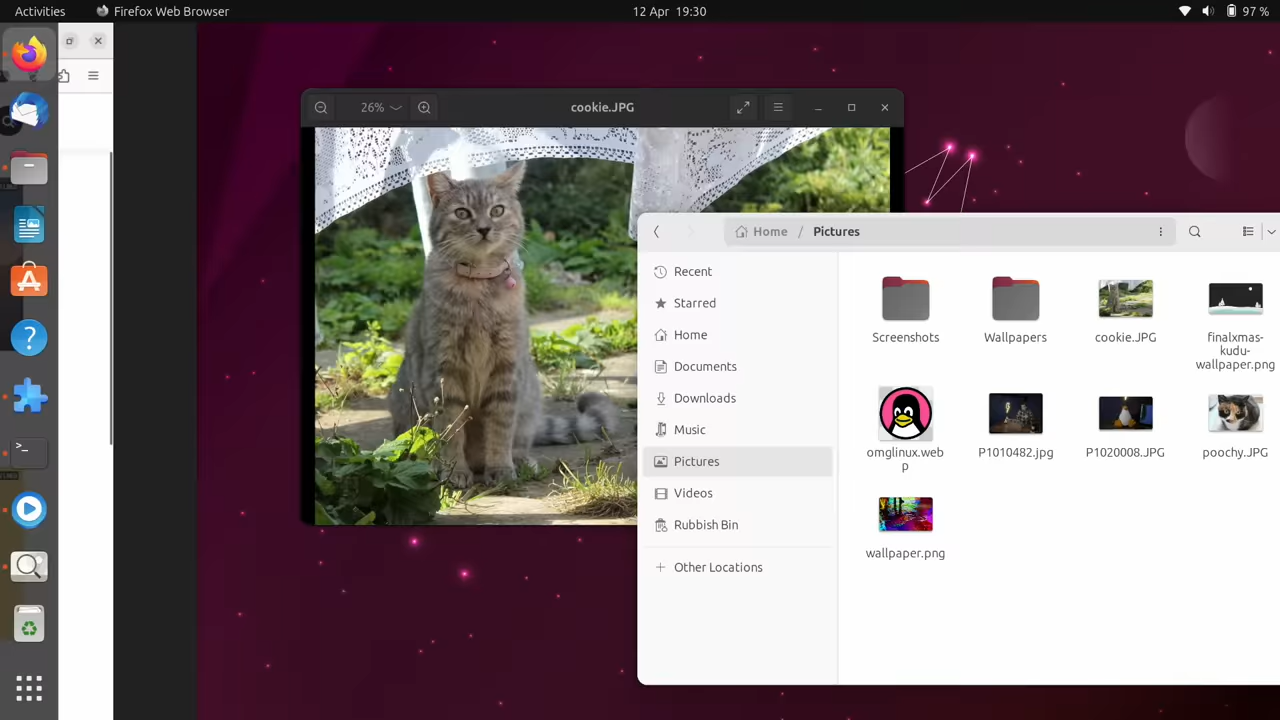 Activities
Firefox Web Browser
12 Apr 19:30
97 %
26%
cookie.JPG
Home / Pictures
Recent
Starred
Home
Documents
Downloads
Music
Pictures
Videos
Rubbish Bin
Other Locations
Screenshots
Wallpapers
cookie.JPG
finalxmas-
kudu-
wallpaper.png
omglinux.web
p
P1010482.jpg
P1020008.JPG
poochy.JPG
wallpaper.png